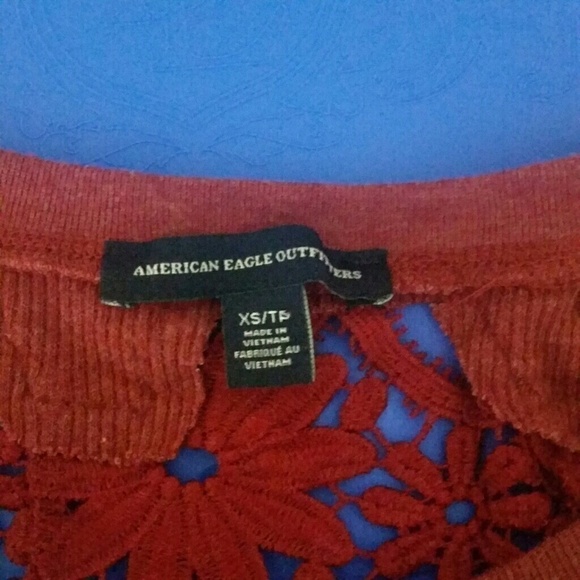 AMERICAN EAGLE OUTFITTERS
XS/TP
MADE IN
VIETNAM
FABRIQUÉ AU
VIETNAM